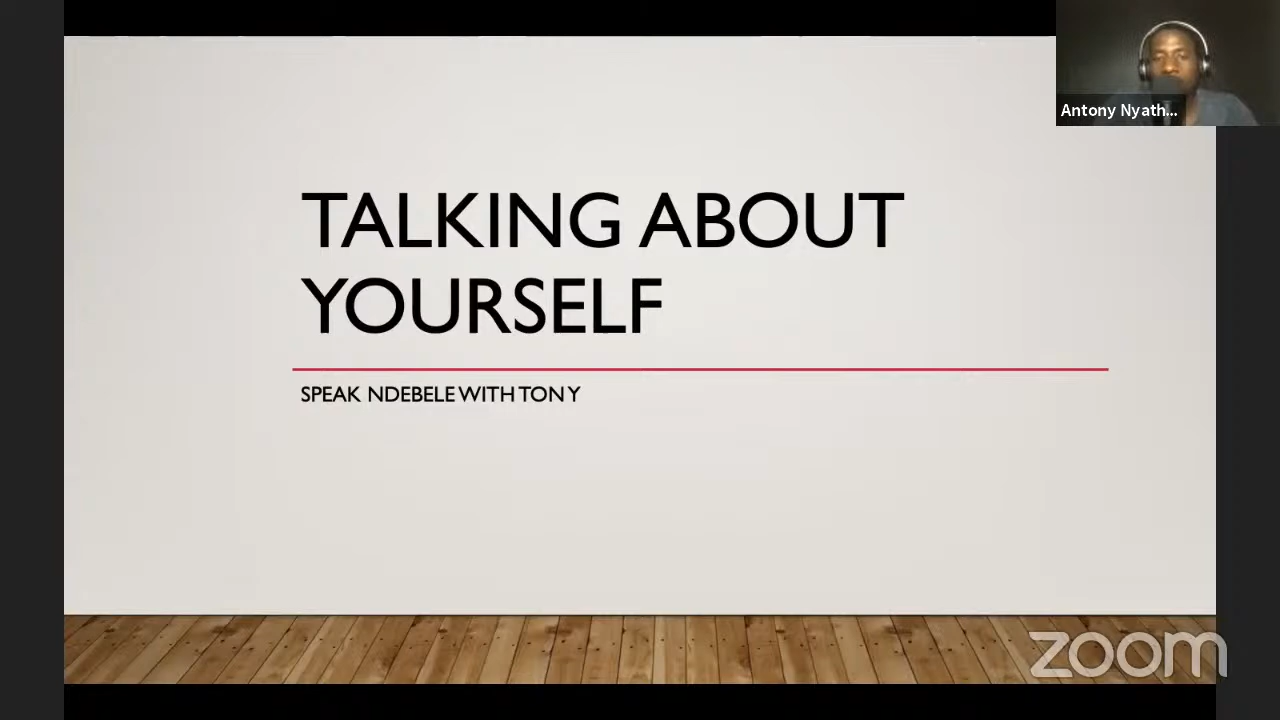 Antony Nyath...
TALKING ABOUT
YOURSELF
SPEAK NDEBELE WITH TONY
zoom